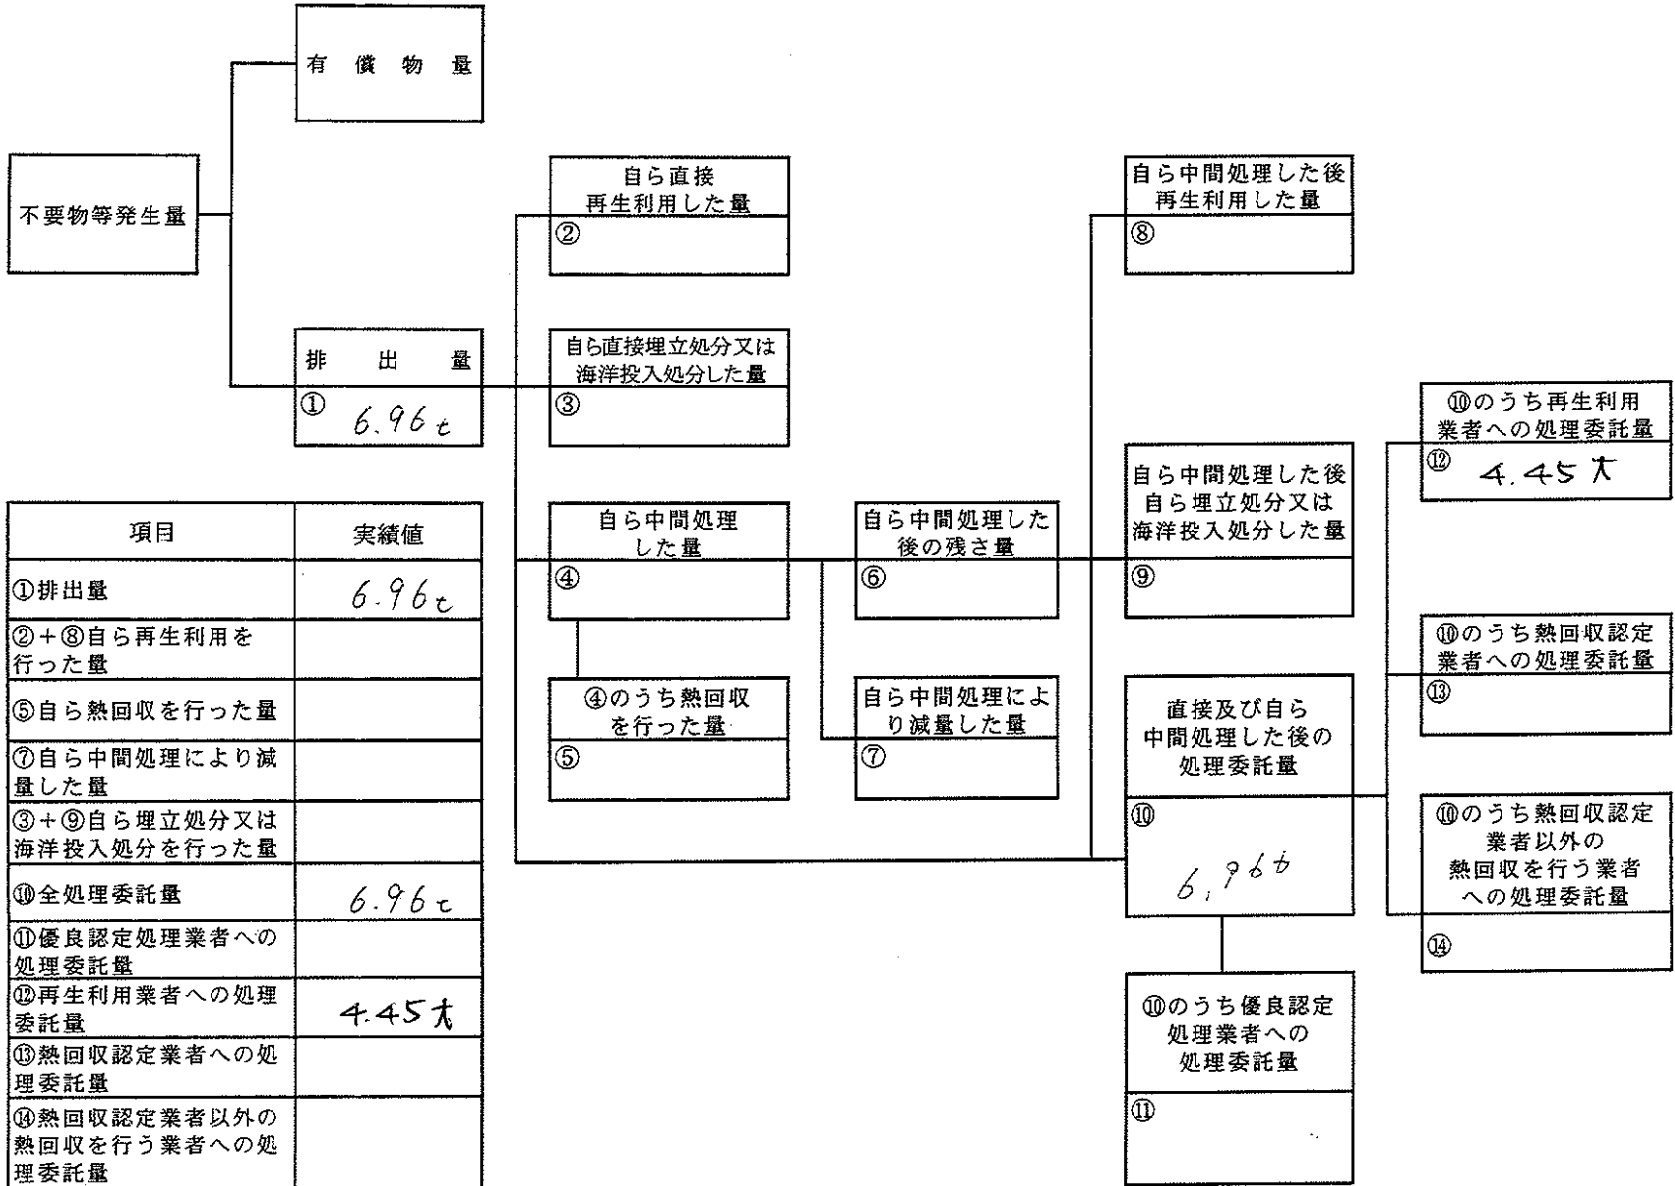 有償物量
不要物等発生量
自ら直接
再生利用した量
②
自ら中間処理した後
再生利用した量
⑧
排出量
① 6.96t
自ら直接埋立処分又は
海洋投入処分した量
③
⑩のうち再生利用
業者への処理委託量
⑫ 4.45t
自ら中間処理
した量
④
自ら中間処理した
後の残さ量
⑥
自ら中間処理した後
自ら埋立処分又は
海洋投入処分した量
⑨
⑩のうち熱回収認定
業者への処理委託量
⑬
④のうち熱回収
を行った量
⑤
自ら中間処理によ
り減量した量
⑦
直接及び自ら
中間処理した後の
処理委託量
⑩
6.96t
⑩のうち熱回収認定
業者以外の
熱回収を行う業者
への処理委託量
⑭
⑩のうち優良認定
処理業者への
処理委託量
⑪
項目 実績値
①排出量 6.96t
②+⑧自ら再生利用を
行った量
⑤自ら熱回収を行った量
⑦自ら中間処理により減
量した量
③+⑨自ら埋立処分又は
海洋投入処分を行った量
⑩全処理委託量 6.96t
⑪優良認定処理業者への
処理委託量
⑫再生利用業者への処理
委託量 4.45t
⑬熱回収認定業者への処
理委託量
⑭熱回収認定業者以外の
熱回収を行う業者への処
理委託量